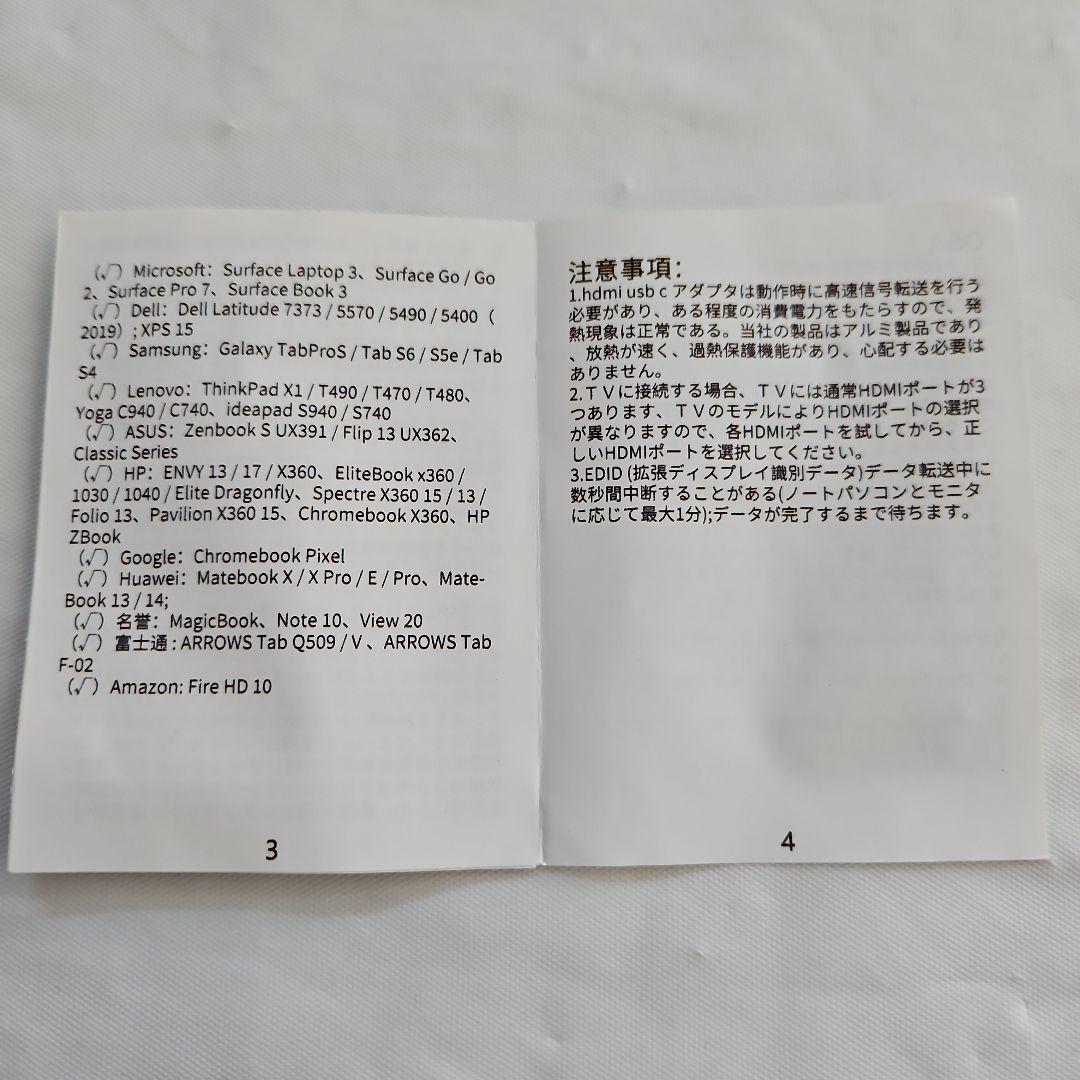 (√) Microsoft: Surface Laptop 3、Surface Go / Go
2、Surface Pro 7、Surface Book 3
(√) Dell: Dell Latitude 7373 / 5570 / 5490 / 5400 (
2019) ; XPS 15
(√) Samsung: Galaxy TabProS / Tab S6 / S5e / Tab
S4
(√) Lenovo: ThinkPad X1 / T490 / T470 / T480、
Yoga C940 / C740、ideapad S940 / S740
(√) ASUS: Zenbook S UX391 / Flip 13 UX362、
Classic Series
(√) HP: ENVY 13 / 17 / X360、EliteBook x360 /
1030 / 1040 / Elite Dragonfly、Spectre X360 15 / 13 /
Folio 13、Pavilion X360 15、Chromebook X360、HP
ZBook
(√) Google: Chromebook Pixel
(√) Huawei: Matebook X / X Pro / E / Pro、Mate-
Book 13 / 14;
(√) 名誉: MagicBook、Note 10、View 20
(√) 富士通 : ARROWS Tab Q509 / V 、ARROWS Tab
F-02
(√) Amazon: Fire HD 10
3
注意事項:
1.hdmi usb c アダプタは動作時に高速信号転送を行う
必要があり、ある程度の消費電力をもたらすので、発
熱現象は正常である。当社の製品はアルミ製品であり
、放熱が速く、過熱保護機能があり、心配する必要は
ありません。
2.ＴＶに接続する場合、ＴＶには通常HDMIポートが3
つあります、ＴＶのモデルによりHDMIポートの選択
が異なりますので、各HDMIポートを試してから、正
しいHDMIポートを選択してください。
3.EDID (拡張ディスプレイ識別データ)データ転送中に
数秒間中断することがある(ノートパソコンとモニタ
に応じて最大1分);データが完了するまで待ちます。
4